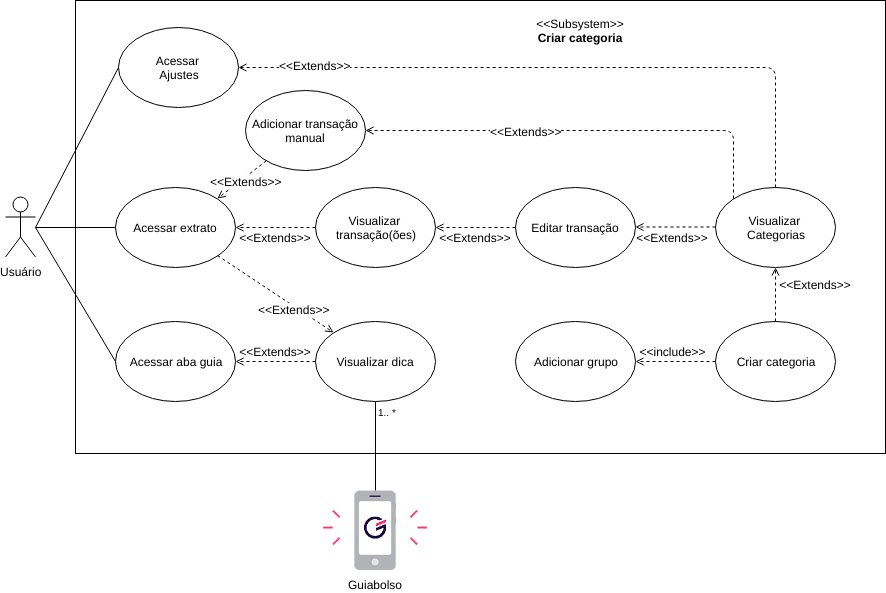 <<Subsystem>>
Criar categoria
Acessar
Ajustes
<<Extends>>
Adicionar transação
manual
<<Extends>>
<<Extends>>
Usuário
Acessar extrato
<<Extends>>
Visualizar
transação(ões)
<<Extends>>
Editar transação
<<Extends>>
Visualizar
Categorias
<<Extends>>
<<Extends>>
Acessar aba guia
<<Extends>>
Visualizar dica
Adicionar grupo
<<include>>
Criar categoria
1.. *
Guiabolso